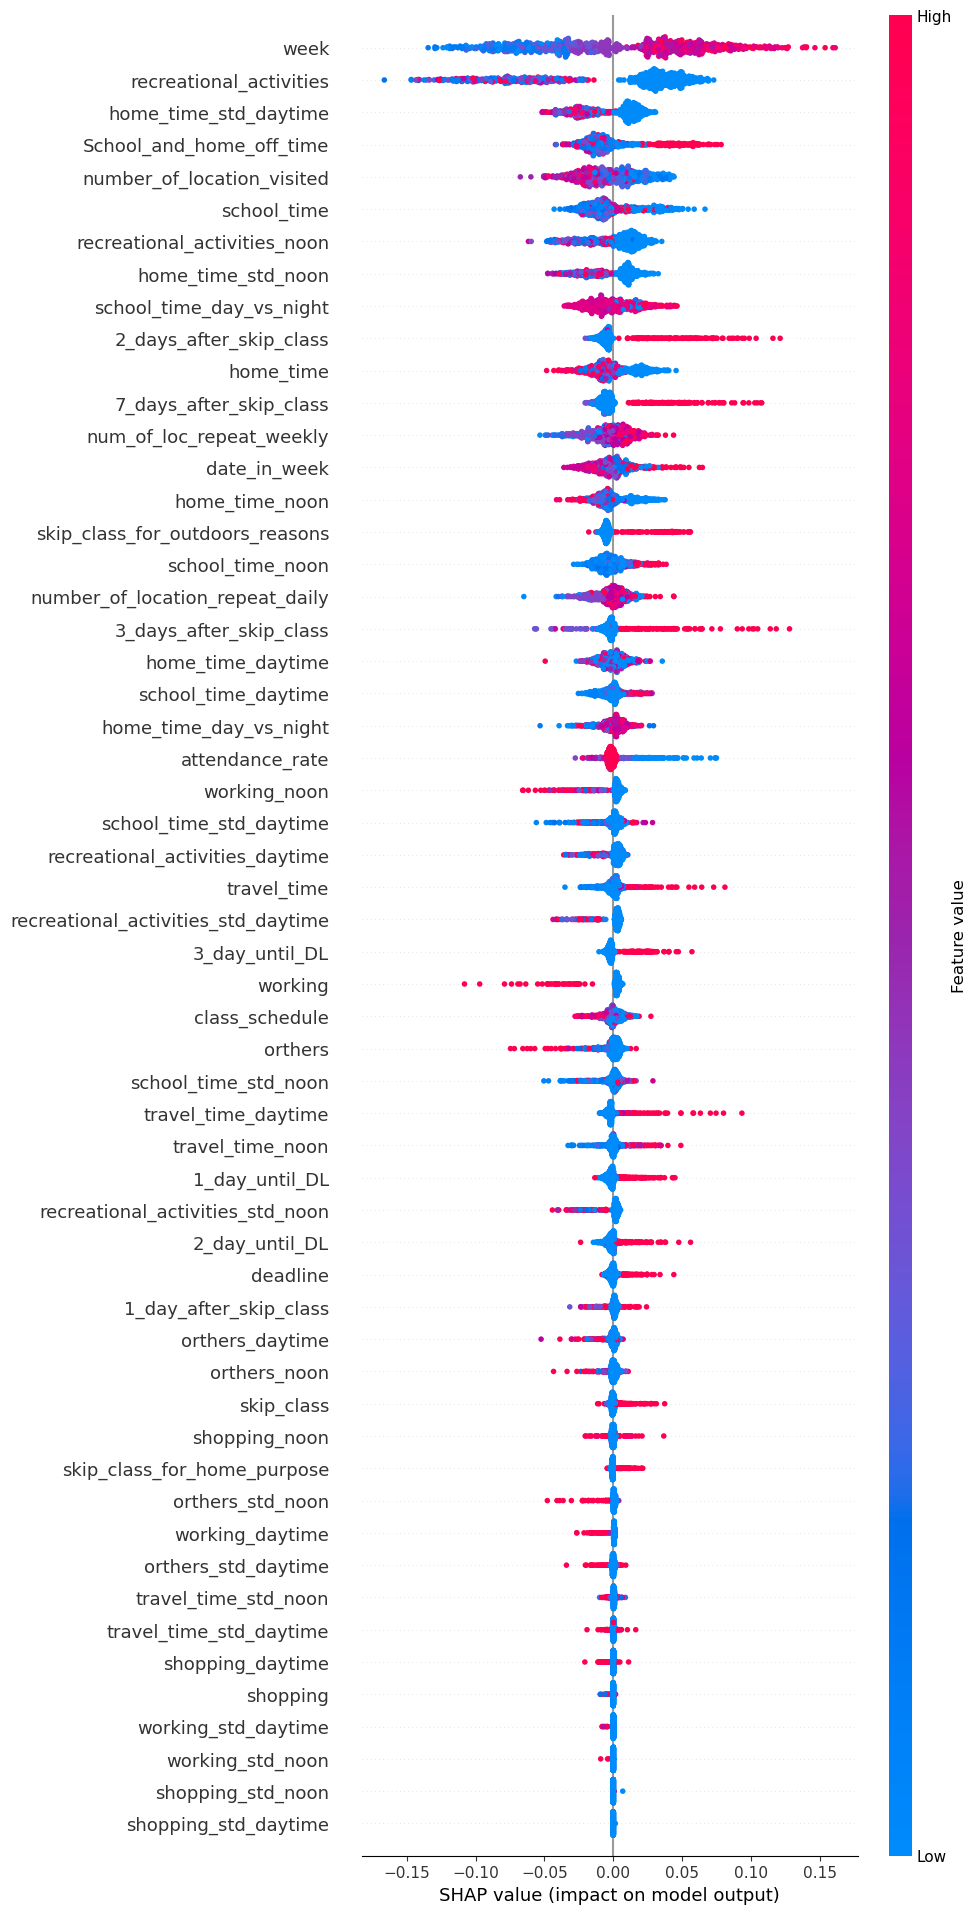 High
week
recreational_activities
home_time_std_daytime
School_and_home_off_time
number_of_location_visited
school_time
recreational_activities_noon
home_time_std_noon
school_time_day_vs_night
2_days_after_skip_class
home_time
7_days_after_skip_class
num_of_loc_repeat_weekly
date_in_week
home_time_noon
skip_class_for_outdoors_reasons
school_time_noon
number_of_location_repeat_daily
3_days_after_skip_class
home_time_daytime
school_time_daytime
home_time_day_vs_night
attendance_rate
working_noon
school_time_std_daytime
recreational_activities_daytime
travel_time
recreational_activities_std_daytime
3_day_until_DL
working
class_schedule
orthers
school_time_std_noon
travel_time_daytime
travel_time_noon
1_day_until_DL
recreational_activities_std_noon
2_day_until_DL
deadline
1_day_after_skip_class
orthers_daytime
orthers_noon
skip_class
shopping_noon
skip_class_for_home_purpose
orthers_std_noon
working_daytime
orthers_std_daytime
travel_time_std_noon
travel_time_std_daytime
shopping_daytime
shopping
working_std_daytime
working_std_noon
shopping_std_noon
shopping_std_daytime
Feature value
Low
−0.15 −0.10 −0.05 0.00 0.05 0.10 0.15
SHAP value (impact on model output)